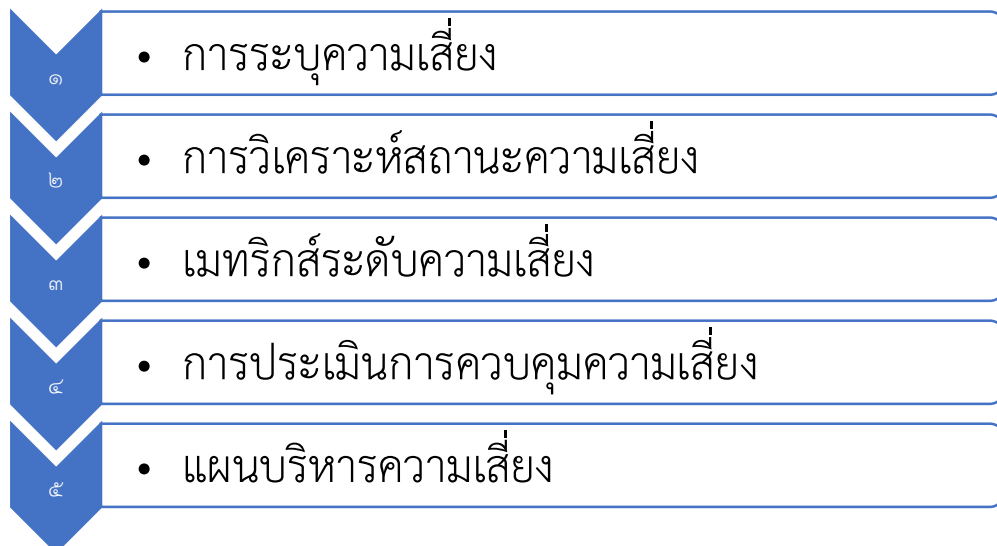 ๑
• การระบุความเสี่ยง
๒
• การวิเคราะห์สถานะความเสี่ยง
๓
• เมทริกส์ระดับความเสี่ยง
๔
• การประเมินการควบคุมความเสี่ยง
๕
• แผนบริหารความเสี่ยง